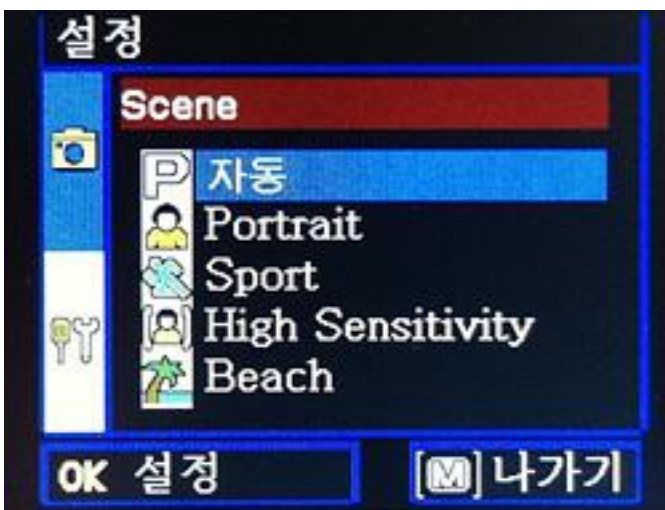 설정
Scene
P 자동
Portrait
Sport
High Sensitivity
Beach
OK 설정
[M] 나가기